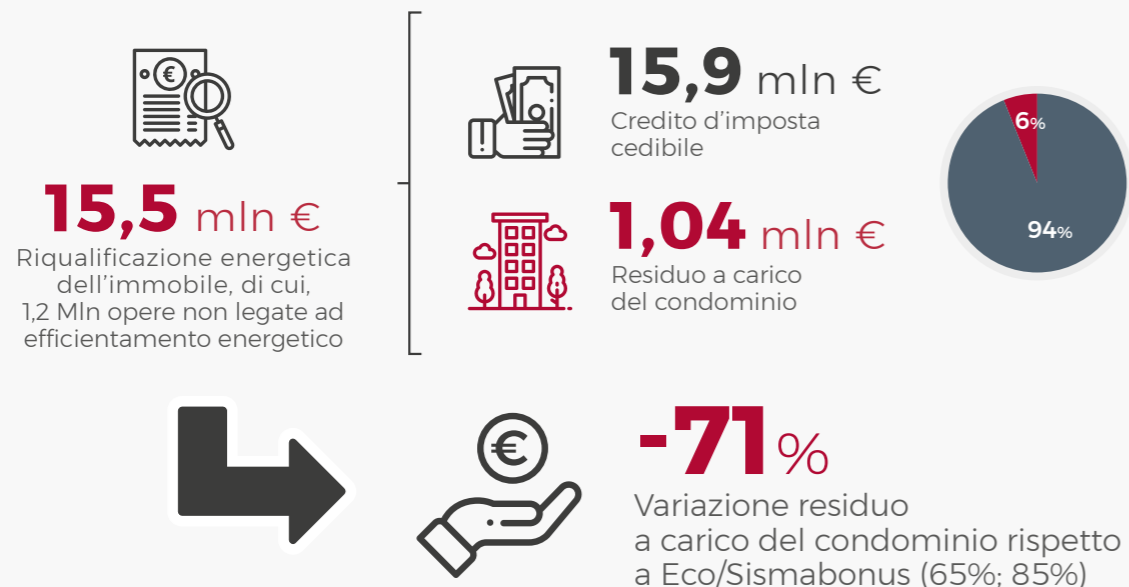 €
15,5 mln €
Riqualificazione energetica
dell'immobile, di cui,
1,2 Mln opere non legate ad
efficientamento energetico
15,9 mln €
Credito d'imposta
cedibile
1,04 mln €
Residuo a carico
del condominio
6%
94%
€
-71%
Variazione residuo
a carico del condominio rispetto
a Eco/Sismabonus (65%; 85%)